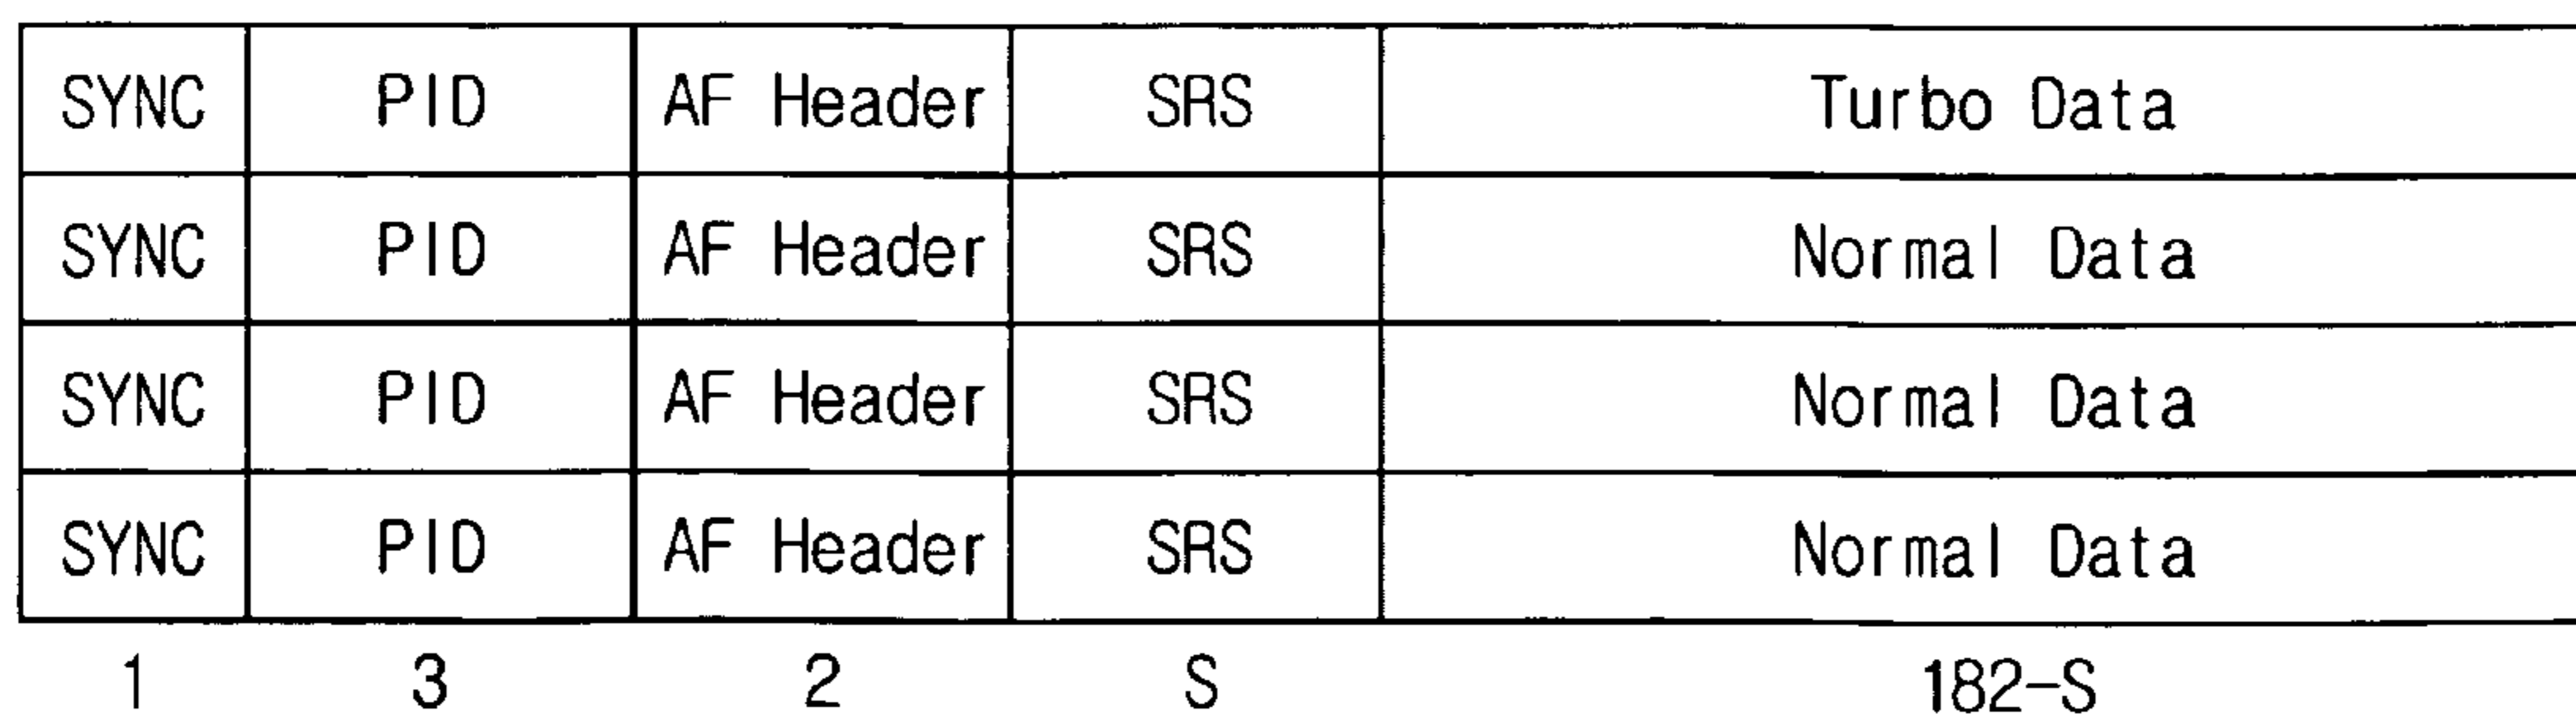 SYNC PID AF Header SRS Turbo Data
SYNC PID AF Header SRS Normal Data
SYNC PID AF Header SRS Normal Data
SYNC PID AF Header SRS Normal Data
1 3 2 S 182-S